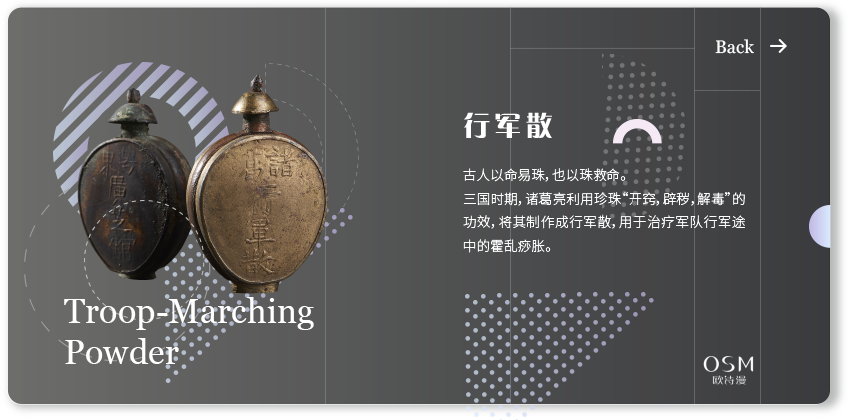 Back
行军散
古人以命易珠，也以珠救命。
三国时期，诸葛亮利用珍珠“开窍，辟秽，解毒”的
功效，将其制作成行军散，用于治疗军队行军途
中的霍乱痧胀。
Troop-Marching
Powder
OSM
欧诗漫